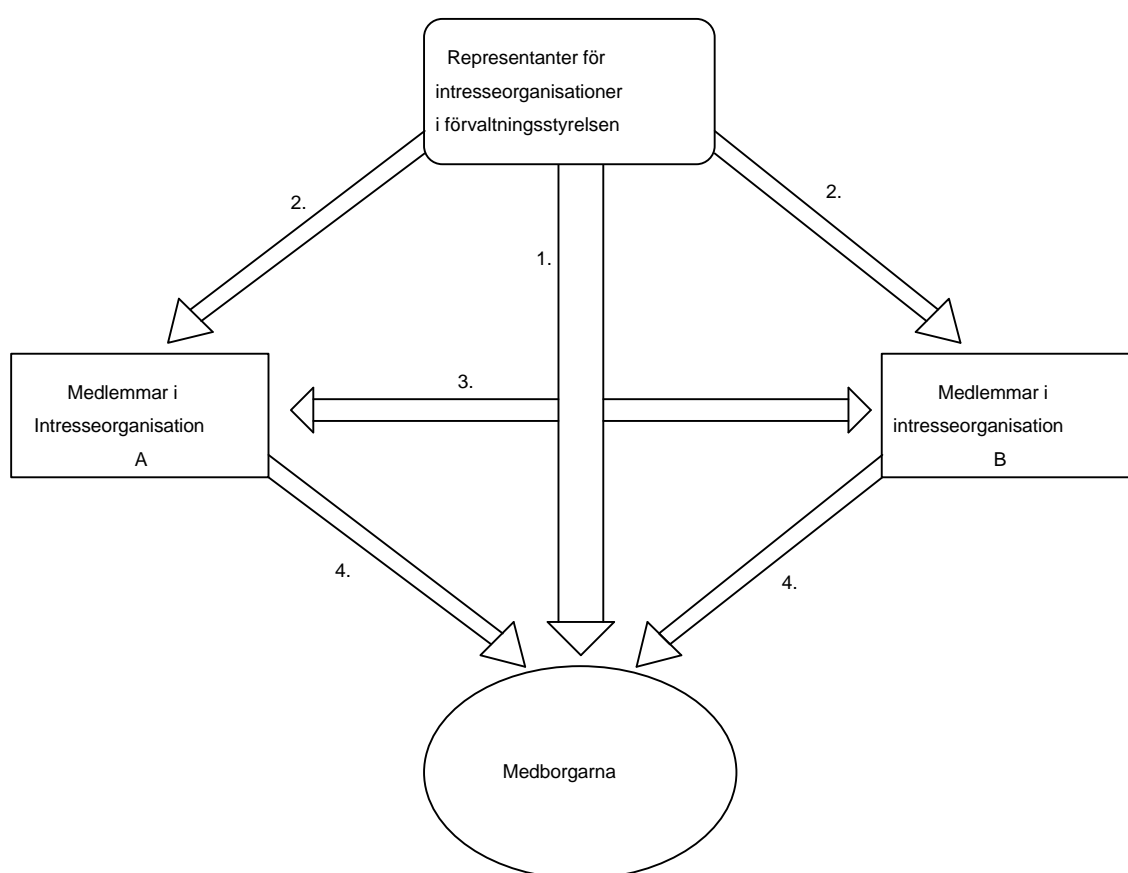 Representanter för
intresseorganisationer
i förvaltningsstyrelsen
2.
2.
1.
3.
Medlemmar i
Intresseorganisation
A
Medlemmar i
intresseorganisation
B
4.
4.
Medborgarna